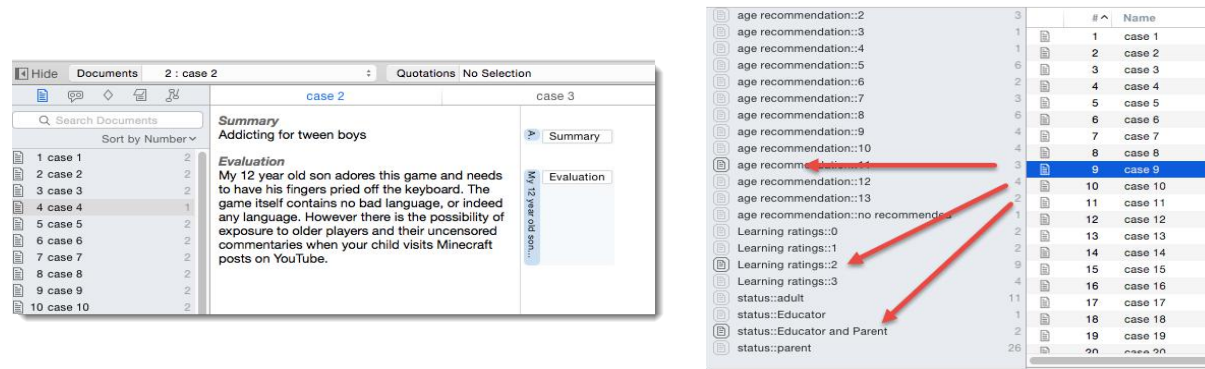 Hide Documents 2 : case 2 Quotations No Selection
case 2 case 3
Search Documents
Sort by Number
1 case 1 2
2 case 2 2
3 case 3 2
4 case 4 1
5 case 5 2
6 case 6 2
7 case 7 2
8 case 8 2
9 case 9 2
10 case 10 2
Summary
Addicting for tween boys
Evaluation
My 12 year old son adores this game and needs
to have his fingers pried off the keyboard. The
game itself contains no bad language, or indeed
any language. However there is the possibility of
exposure to older players and their uncensored
commentaries when your child visits Minecraft
posts on YouTube.
A. Summary
My 12 year old son... Evaluation
age recommendation::2 3
age recommendation::3 1
age recommendation::4 1
age recommendation::5 6
age recommendation::6 2
age recommendation::7 3
age recommendation::8 6
age recommendation::9 4
age recommendation::10 4
age recommendation::11 3
age recommendation::12 4
age recommendation::13 2
age recommendation::no recommended 1
Learning ratings::0 2
Learning ratings::1 2
Learning ratings::2 9
Learning ratings::3 4
status::adult 11
status::Educator 1
status::Educator and Parent 2
status::parent 26
# Name
1 case 1
2 case 2
3 case 3
4 case 4
5 case 5
6 case 6
7 case 7
8 case 8
9 case 9
10 case 10
11 case 11
12 case 12
13 case 13
14 case 14
15 case 15
16 case 16
17 case 17
18 case 18
19 case 19
20 case 20